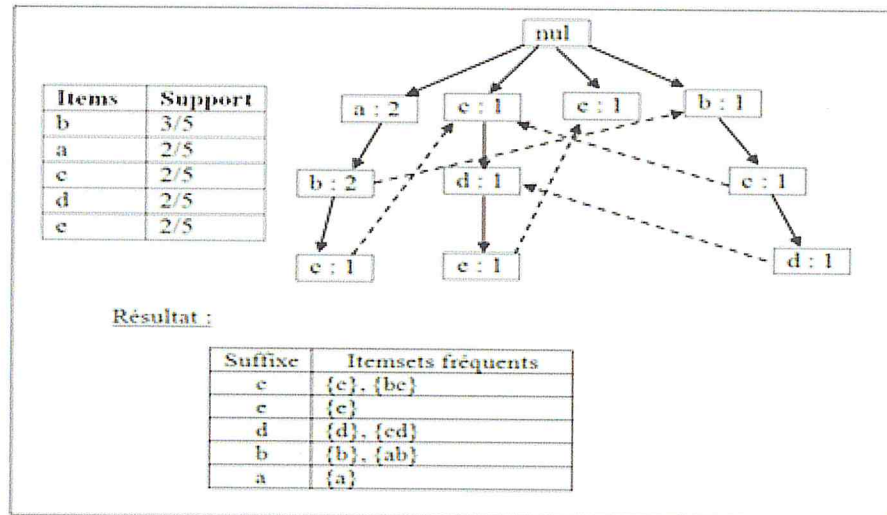 nul
Items Support
b 3/5
a 2/5
c 2/5
d 2/5
e 2/5
a : 2
c : 1
e : 1
b : 1
b : 2
d : 1
c : 1
c : 1
e : 1
d : 1
Résultat :
Suffixe Itemsets fréquents
c {c}, {bc}
e {e}
d {d}, {cd}
b {b}, {ab}
a {a}